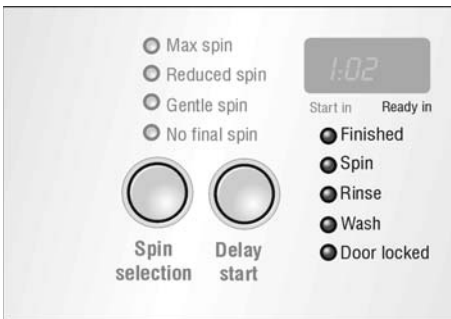 Max spin
Reduced spin
Gentle spin
No final spin
Spin
selection
Delay
start
1:02
Start in Ready in
Finished
Spin
Rinse
Wash
Door locked